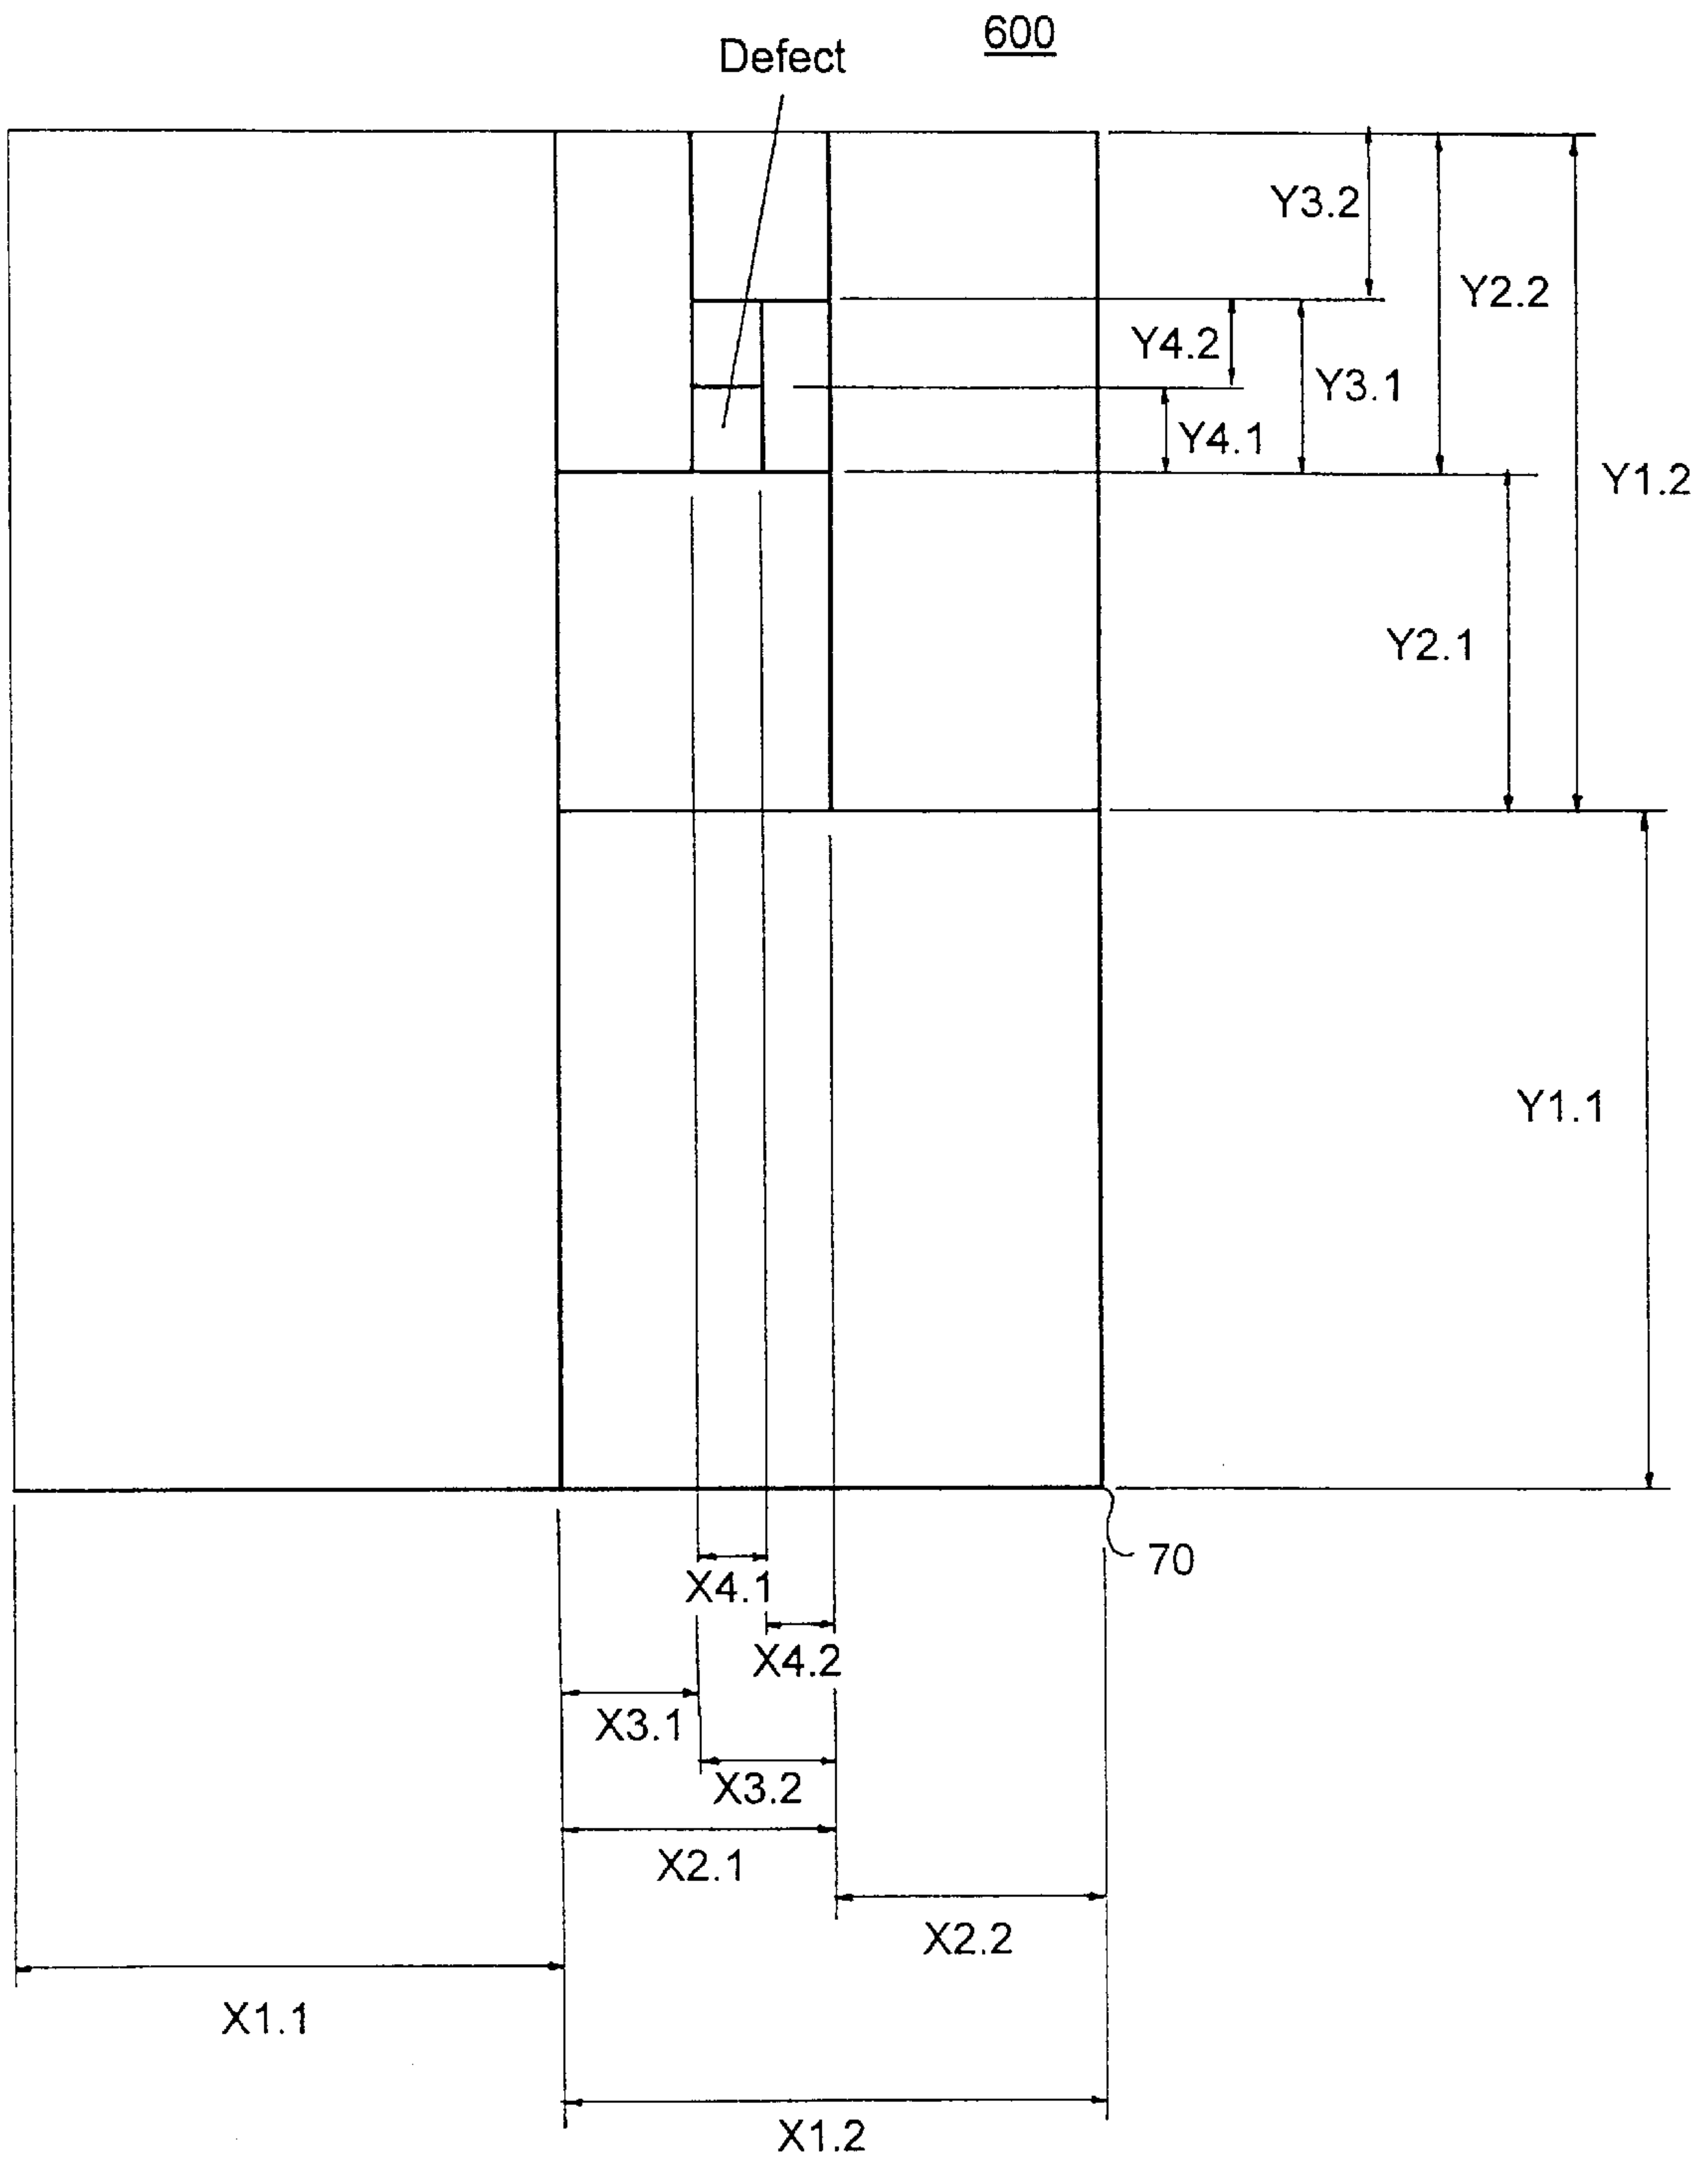 600
Defect
Y3.2
Y2.2
Y4.2
Y3.1
Y4.1
Y1.2
Y2.1
Y1.1
70
X4.1
X4.2
X3.1
X3.2
X2.1
X2.2
X1.1
X1.2